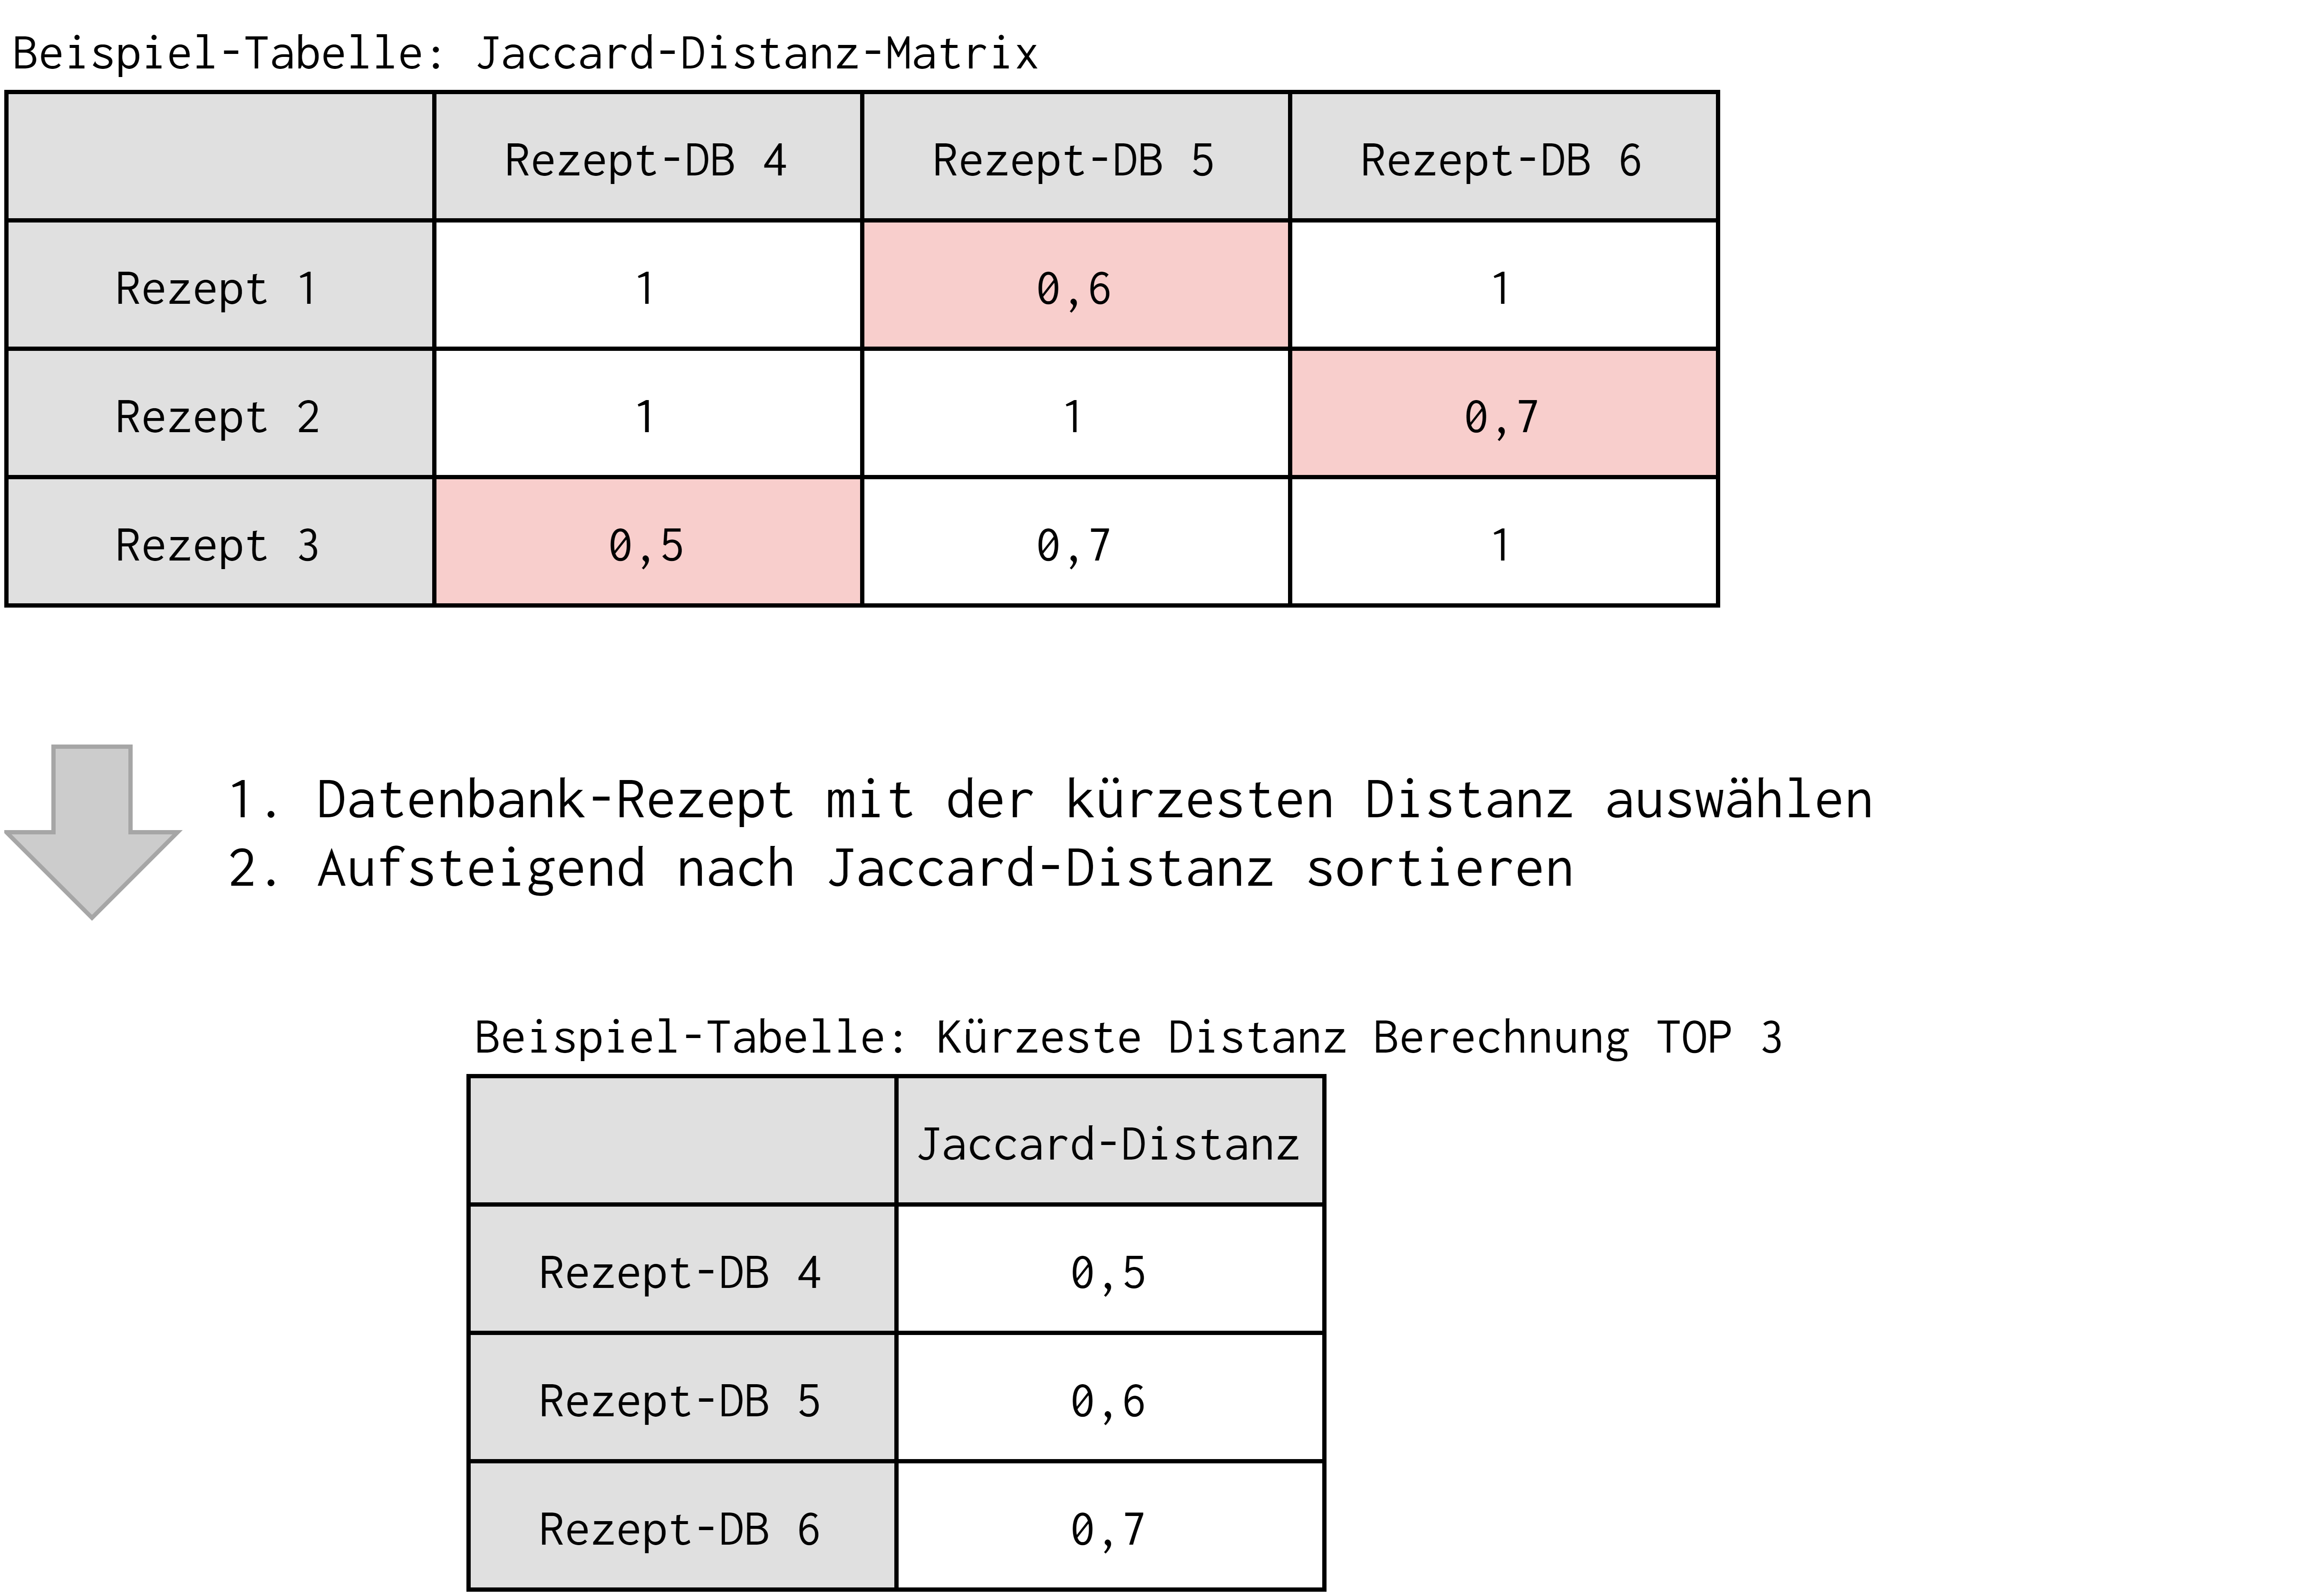 Beispiel-Tabelle: Jaccard-Distanz-Matrix
Rezept-DB 4 Rezept-DB 5 Rezept-DB 6
Rezept 1 1 0,6 1
Rezept 2 1 1 0,7
Rezept 3 0,5 0,7 1
1. Datenbank-Rezept mit der kürzesten Distanz auswählen
2. Aufsteigend nach Jaccard-Distanz sortieren
Beispiel-Tabelle: Kürzeste Distanz Berechnung TOP 3
Jaccard-Distanz
Rezept-DB 4 0,5
Rezept-DB 5 0,6
Rezept-DB 6 0,7